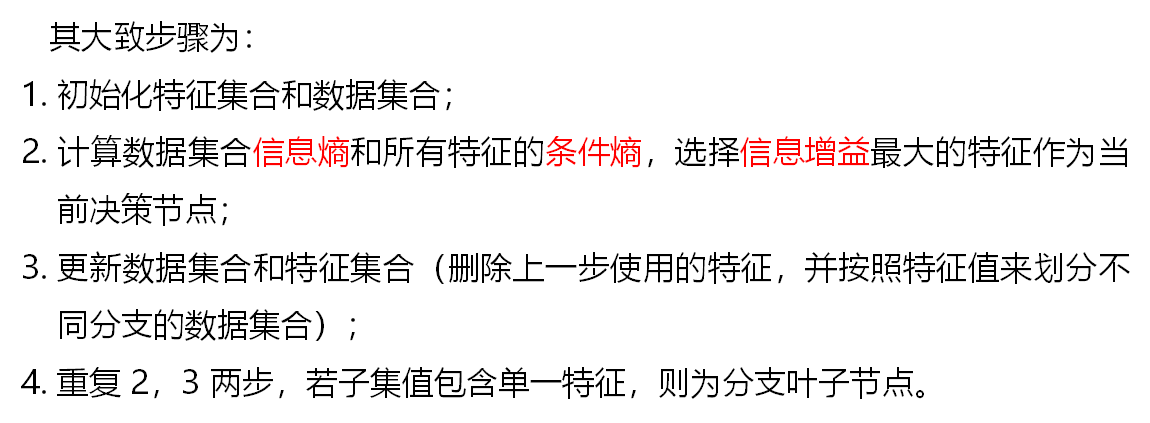 其大致步骤为：
1. 初始化特征集合和数据集合；
2. 计算数据集合信息熵和所有特征的条件熵，选择信息增益最大的特征作为当
前决策节点；
3. 更新数据集合和特征集合（删除上一步使用的特征，并按照特征值来划分不
同分支的数据集合）；
4. 重复 2，3 两步，若子集值包含单一特征，则为分支叶子节点。